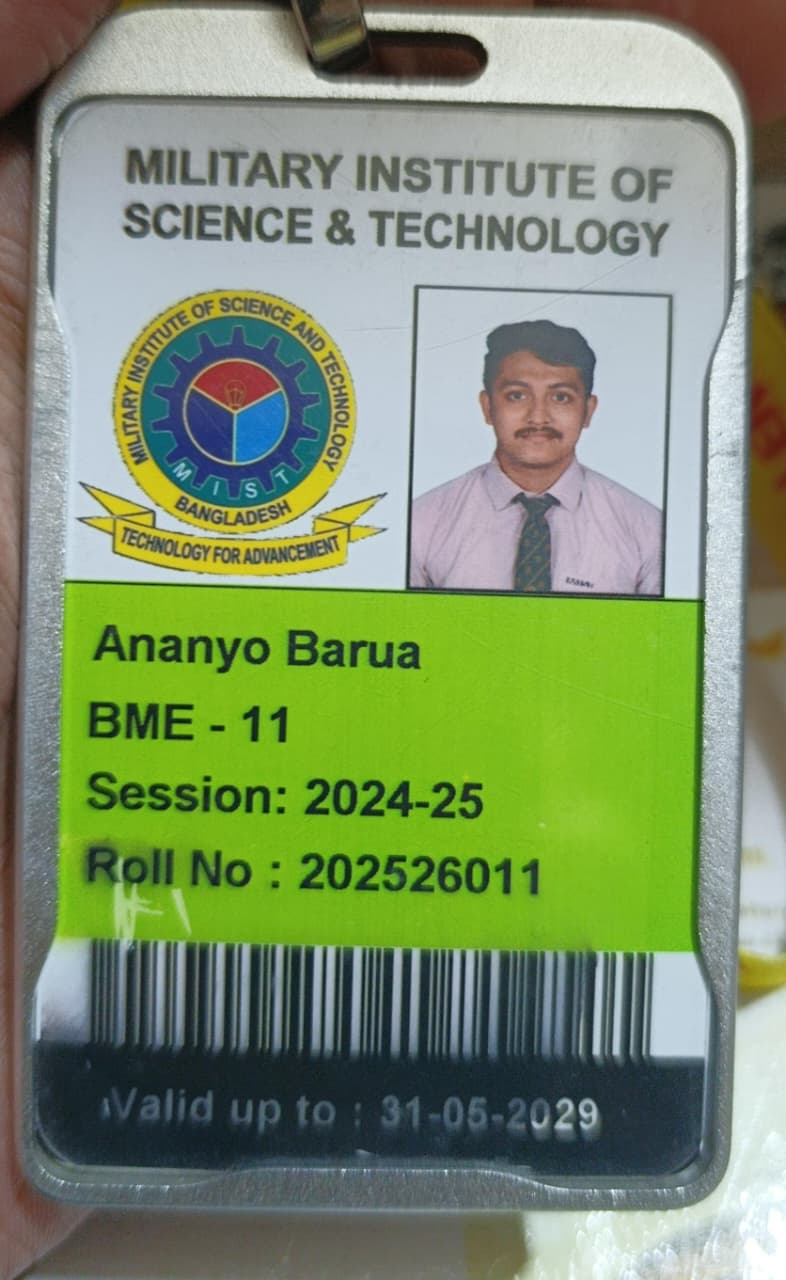 MILITARY INSTITUTE OF
SCIENCE & TECHNOLOGY
MILITARY INSTITUTE OF SCIENCE AND TECHNOLOGY
M I S T
BANGLADESH
TECHNOLOGY FOR ADVANCEMENT
Ananyo Barua
BME - 11
Session: 2024-25
Roll No : 202526011
Valid up to : 31-05-2029